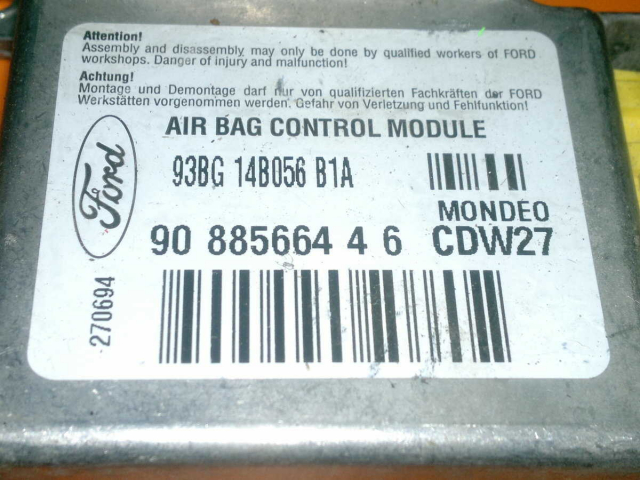 Attention!
Assembly and disassembly may only be done by qualified workers of FORD
workshops. Danger of injury and malfunction!
Achtung!
Montage und Demontage darf nur von qualifizierten Fachkräften der FORD
Werkstätten vorgenommen werden. Gefahr von Verletzung und Fehlfunktion!
AIR BAG CONTROL MODULE
Ford
93BG 14B056 B1A
MONDEO
90 885664 4 6 CDW27
270694